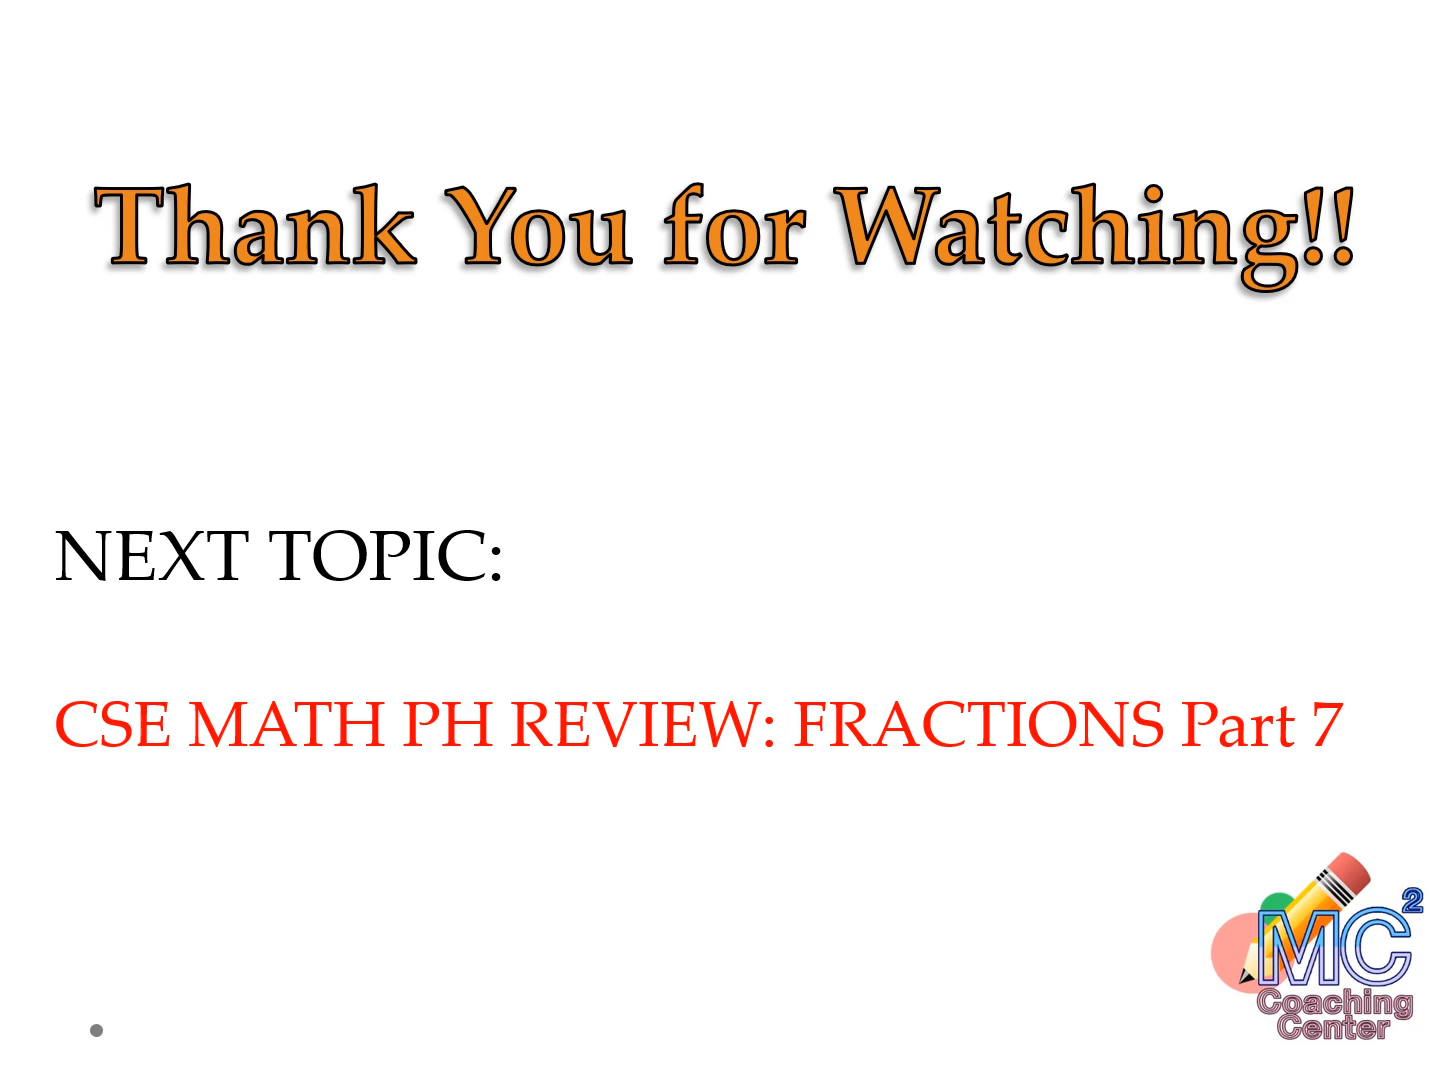 Thank You for Watching!!
NEXT TOPIC:
CSE MATH PH REVIEW: FRACTIONS Part 7
MC²
Coaching
Center